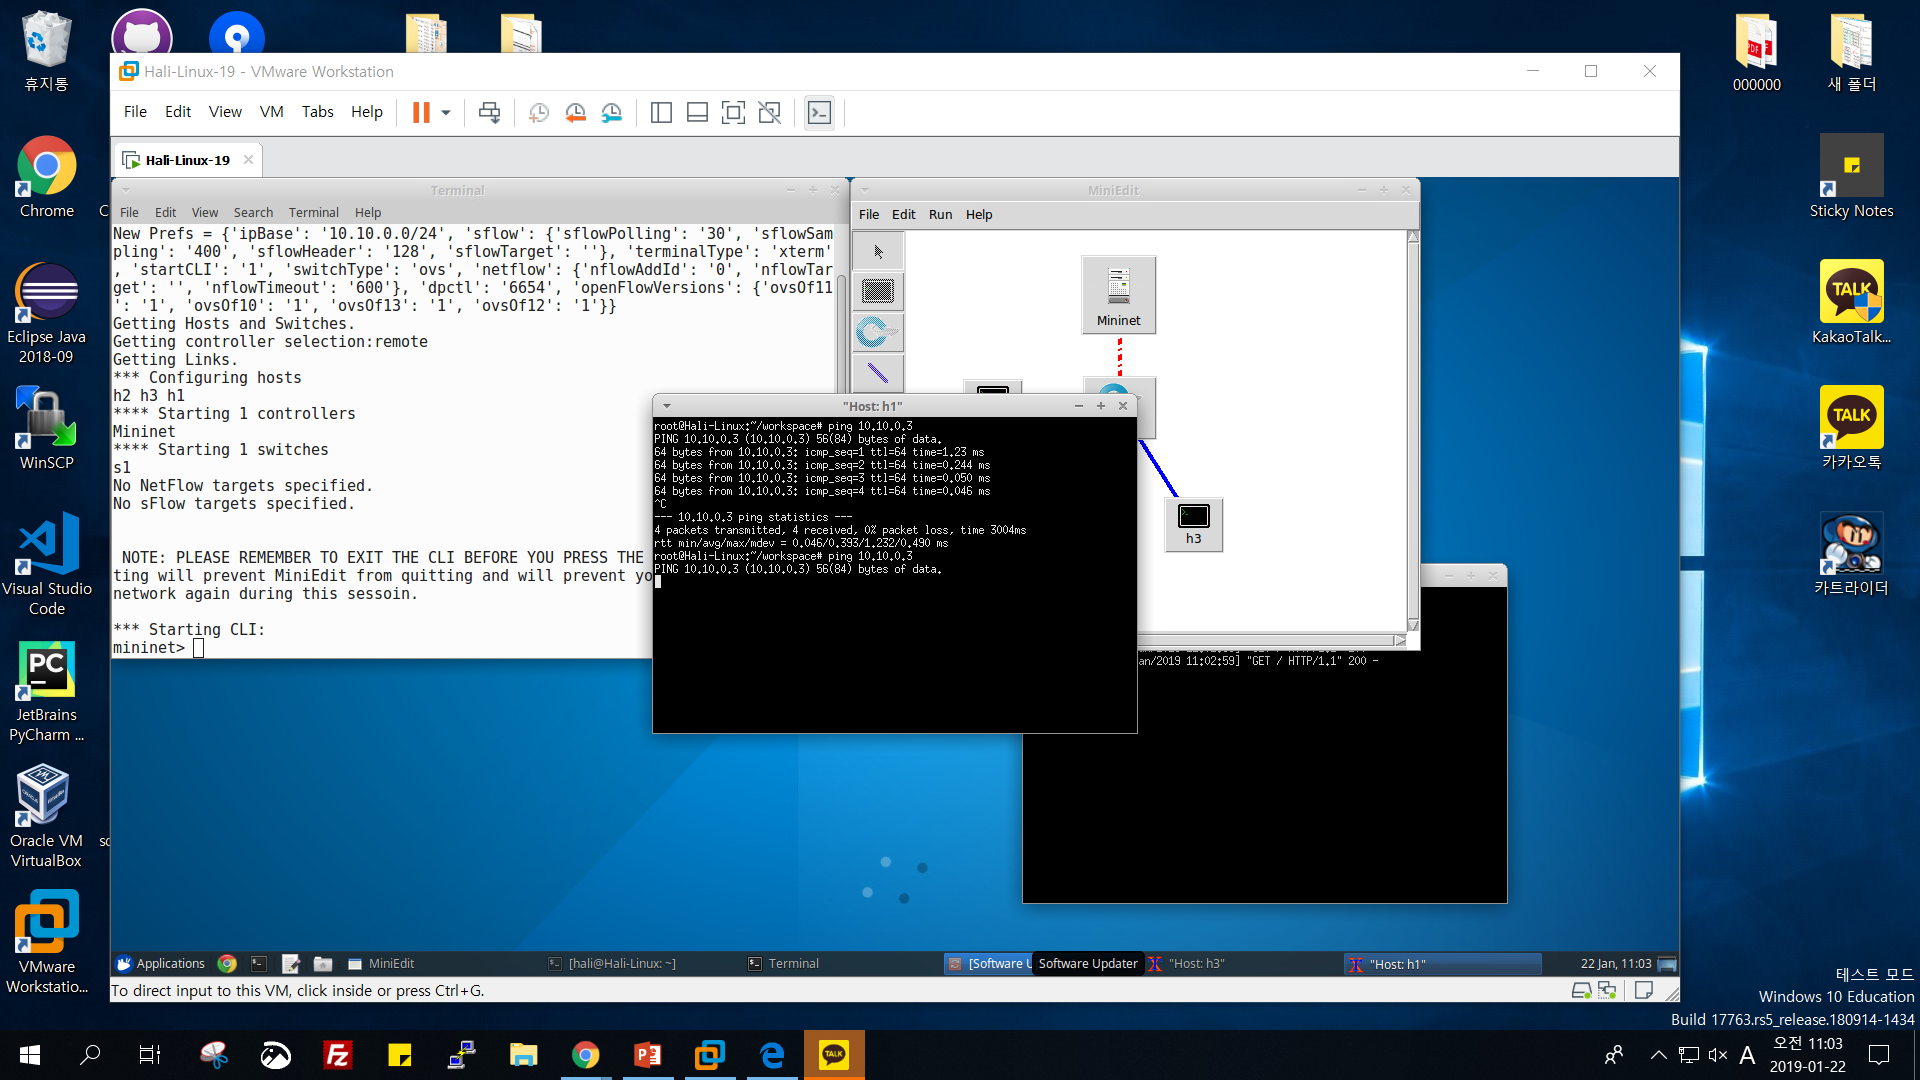 휴지통
000000
새 폴더
Hali-Linux-19 - VMware Workstation
File Edit View VM Tabs Help
Hali-Linux-19
Chrome
Sticky Notes
Terminal
File Edit View Search Terminal Help
New Prefs = {'ipBase': '10.10.0.0/24', 'sflow': {'sflowPolling': '30', 'sflowSam
pling': '400', 'sflowHeader': '128', 'sflowTarget': ''}, 'terminalType': 'xterm'
, 'startCLI': '1', 'switchType': 'ovs', 'netflow': {'nflowAddId': '0', 'nflowTar
get': '', 'nflowTimeout': '600'}, 'dpctl': '6654', 'openFlowVersions': {'ovsOf11
': '1', 'ovsOf10': '1', 'ovsOf13': '1', 'ovsOf12': '1'}}
Getting Hosts and Switches.
Getting controller selection:remote
Getting Links.
*** Configuring hosts
h2 h3 h1
**** Starting 1 controllers
Mininet
**** Starting 1 switches
s1
No NetFlow targets specified.
No sFlow targets specified.
NOTE: PLEASE REMEMBER TO EXIT THE CLI BEFORE YOU PRESS THE
ting will prevent MiniEdit from quitting and will prevent yo
network again during this sessoin.
*** Starting CLI:
mininet>
MiniEdit
File Edit Run Help
Mininet
h3
"Host: h1"
root@Hali-Linux:~/workspace# ping 10.10.0.3
PING 10.10.0.3 (10.10.0.3) 56(84) bytes of data.
64 bytes from 10.10.0.3: icmp_seq=1 ttl=64 time=1.23 ms
64 bytes from 10.10.0.3: icmp_seq=2 ttl=64 time=0.244 ms
64 bytes from 10.10.0.3: icmp_seq=3 ttl=64 time=0.050 ms
64 bytes from 10.10.0.3: icmp_seq=4 ttl=64 time=0.046 ms
^C
--- 10.10.0.3 ping statistics ---
4 packets transmitted, 4 received, 0% packet loss, time 3004ms
rtt min/avg/max/mdev = 0.046/0.393/1.232/0.490 ms
root@Hali-Linux:~/workspace# ping 10.10.0.3
PING 10.10.0.3 (10.10.0.3) 56(84) bytes of data.
an/2019 11:02:59] "GET / HTTP/1.1" 200 -
Eclipse Java
2018-09
WinSCP
Visual Studio
Code
PC
JetBrains
PyCharm ...
Oracle VM
VirtualBox
VMware
Workstatio...
TALK
KakaoTalk...
TALK
카카오톡
카트라이더
Applications
MiniEdit
[hali@Hali-Linux: ~]
Terminal
[Software U
Software Updater
"Host: h3"
"Host: h1"
22 Jan, 11:03
To direct input to this VM, click inside or press Ctrl+G.
テスト モード
Windows 10 Education
Build 17763.rs5_release.180914-1434
TALK
A
오전 11:03
2019-01-22